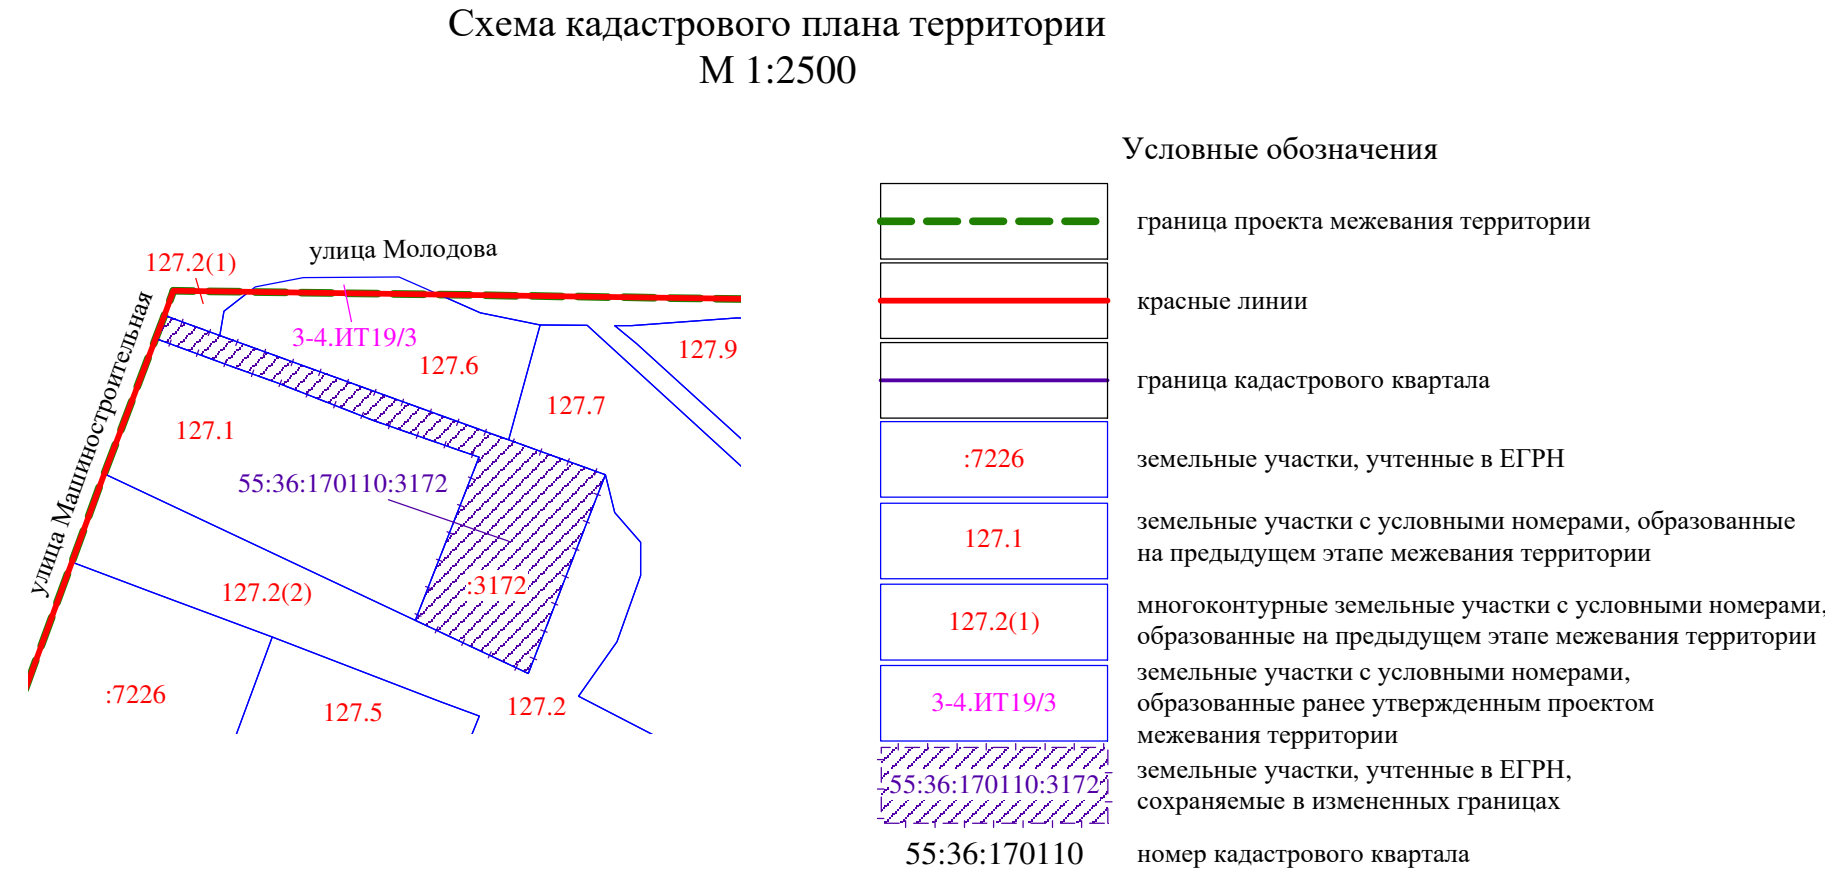 Схема кадастрового плана территории
М 1:2500
улица Молодова
127.2(1)
улица Машиностроительная
3-4.ИТ19/3
127.6
127.9
127.7
127.1
55:36:170110:3172
:3172
127.2(2)
:7226
127.5
127.2
Условные обозначения
граница проекта межевания территории
красные линии
граница кадастрового квартала
:7226
земельные участки, учтенные в ЕГРН
127.1
земельные участки с условными номерами, образованные
на предыдущем этапе межевания территории
127.2(1)
многоконтурные земельные участки с условными номерами,
образованные на предыдущем этапе межевания территории
3-4.ИТ19/3
земельные участки с условными номерами,
образованные ранее утвержденным проектом
межевания территории
55:36:170110:3172
земельные участки, учтенные в ЕГРН,
сохраняемые в измененных границах
55:36:170110
номер кадастрового квартала